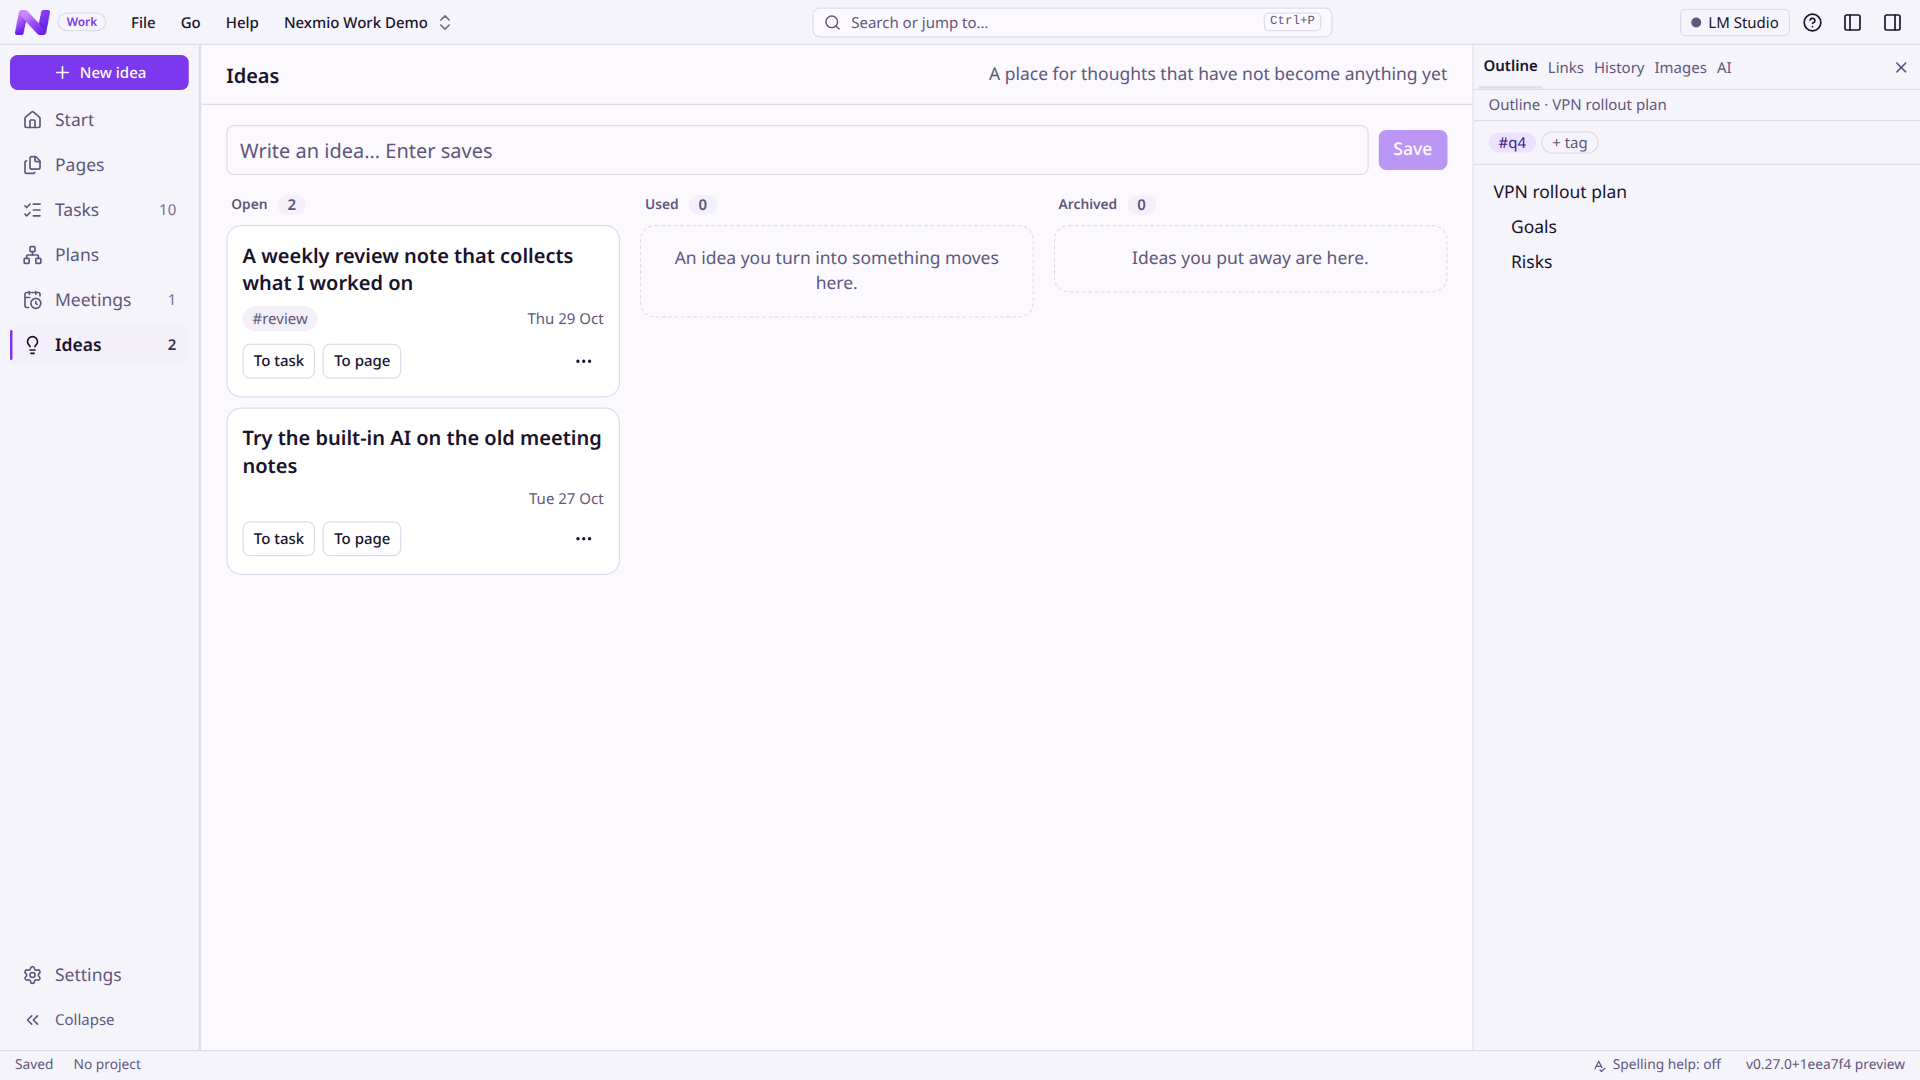 Work File Go Help Nexmio Work Demo Search or jump to... Ctrl+P LM Studio
New idea
Start
Pages
Tasks 10
Plans
Meetings 1
Ideas 2
Settings
Collapse
Ideas A place for thoughts that have not become anything yet
Write an idea... Enter saves Save
Open 2
A weekly review note that collects
what I worked on
#review Thu 29 Oct
To task To page
Try the built-in AI on the old meeting
notes
Tue 27 Oct
To task To page
Used 0
An idea you turn into something moves
here.
Archived 0
Ideas you put away are here.
Outline Links History Images AI
Outline · VPN rollout plan
#q4 + tag
VPN rollout plan
Goals
Risks
Saved No project Spelling help: off v0.27.0+1eea7f4 preview